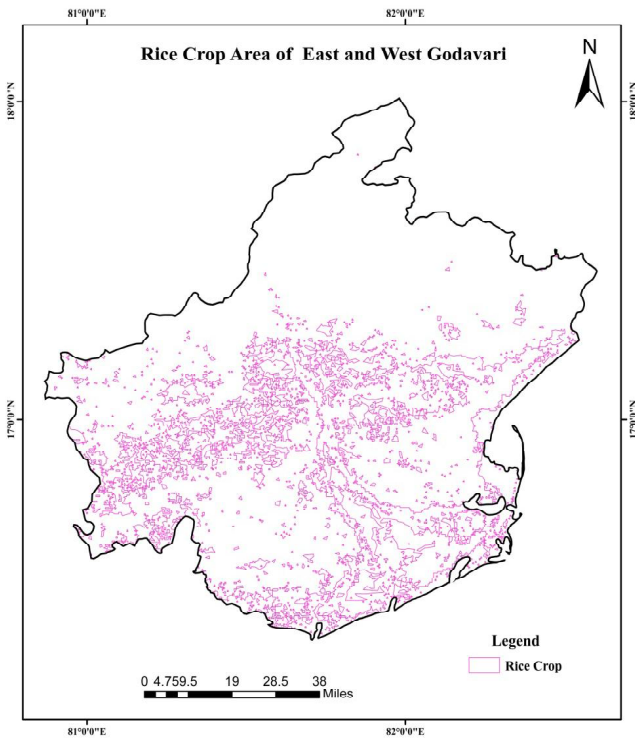 81°0'0"E 82°0'0"E
Rice Crop Area of East and West Godavari
N
18°0'0"N 18°0'0"N
17°0'0"N 17°0'0"N
Legend
Rice Crop
0 4.759.5 19 28.5 38
Miles
81°0'0"E 82°0'0"E